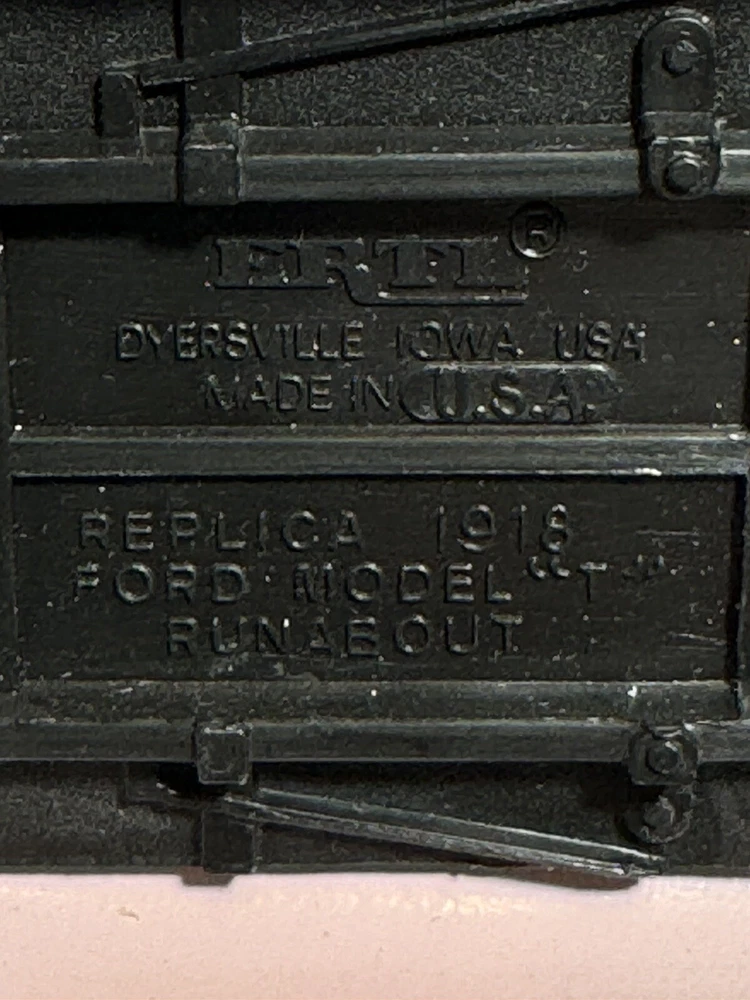 ERTL®
DYERSVILLE IOWA USA
MADE IN U.S.A.
REPLICA 1918
FORD MODEL "T"
RUNABOUT